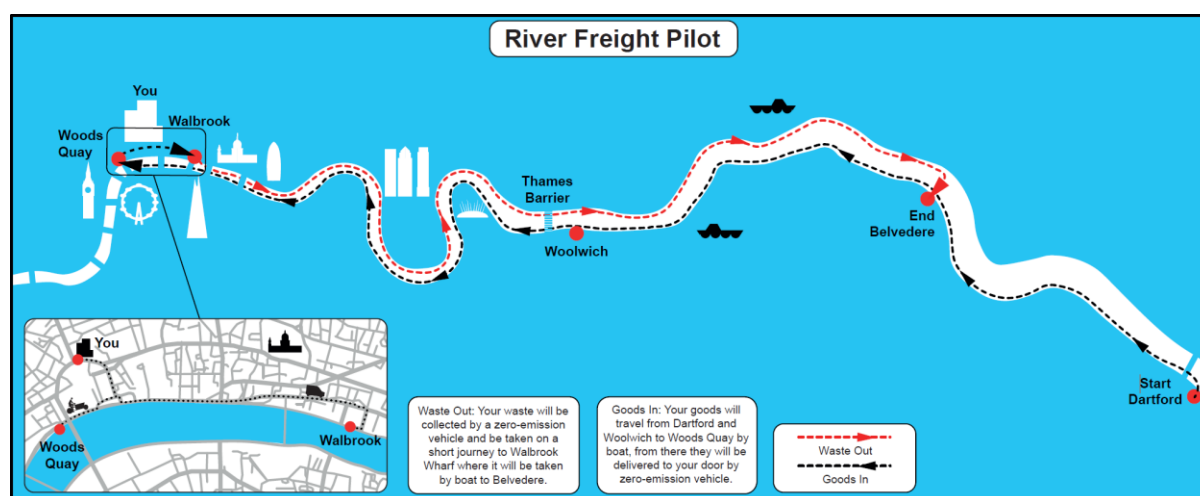 River Freight Pilot
You
Walbrook
Woods
Quay
Thames
Barrier
Woolwich
End
Belvedere
Start
Dartford
You
Woods
Quay
Walbrook
Waste Out: Your waste will be
collected by a zero-emission
vehicle and be taken on a
short journey to Walbrook
Wharf where it will be taken
by boat to Belvedere.
Goods In: Your goods will
travel from Dartford and
Woolwich to Woods Quay by
boat, from there they will be
delivered to your door by
zero-emission vehicle.
Waste Out
Goods In